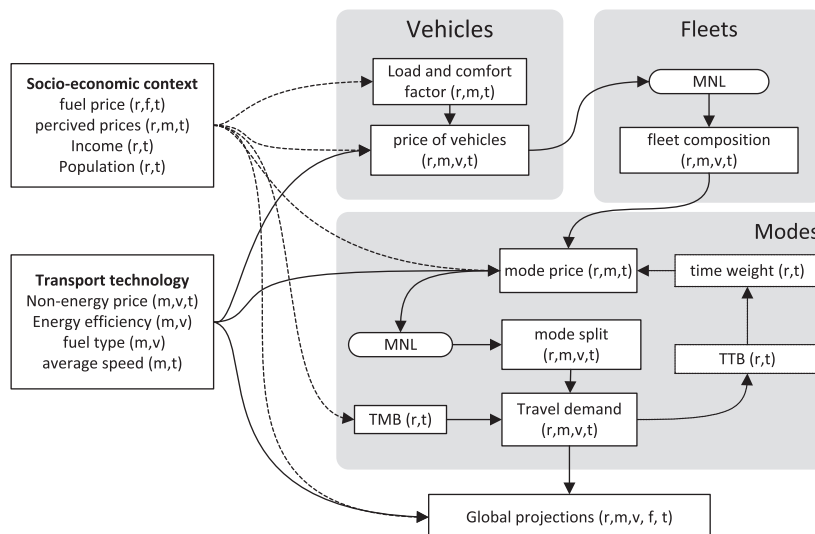 Vehicles
Fleets
Socio-economic context
fuel price (r,f,t)
percived prices (r,m,t)
Income (r,t)
Population (r,t)
Load and comfort
factor (r,m,t)
price of vehicles
(r,m,v,t)
MNL
fleet composition
(r,m,v,t)
Modes
Transport technology
Non-energy price (m,v,t)
Energy efficiency (m,v)
fuel type (m,v)
average speed (m,t)
mode price (r,m,t)
time weight (r,t)
MNL
mode split
(r,m,v,t)
TTB (r,t)
TMB (r,t)
Travel demand
(r,m,v,t)
Global projections (r,m,v, f, t)